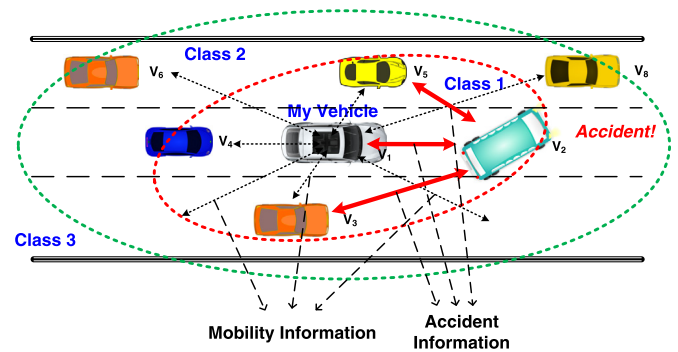 Class 2
Class 1
V6
V5
V8
My Vehicle
Accident!
V4
V1
V2
V3
Class 3
Mobility Information
Accident
Information